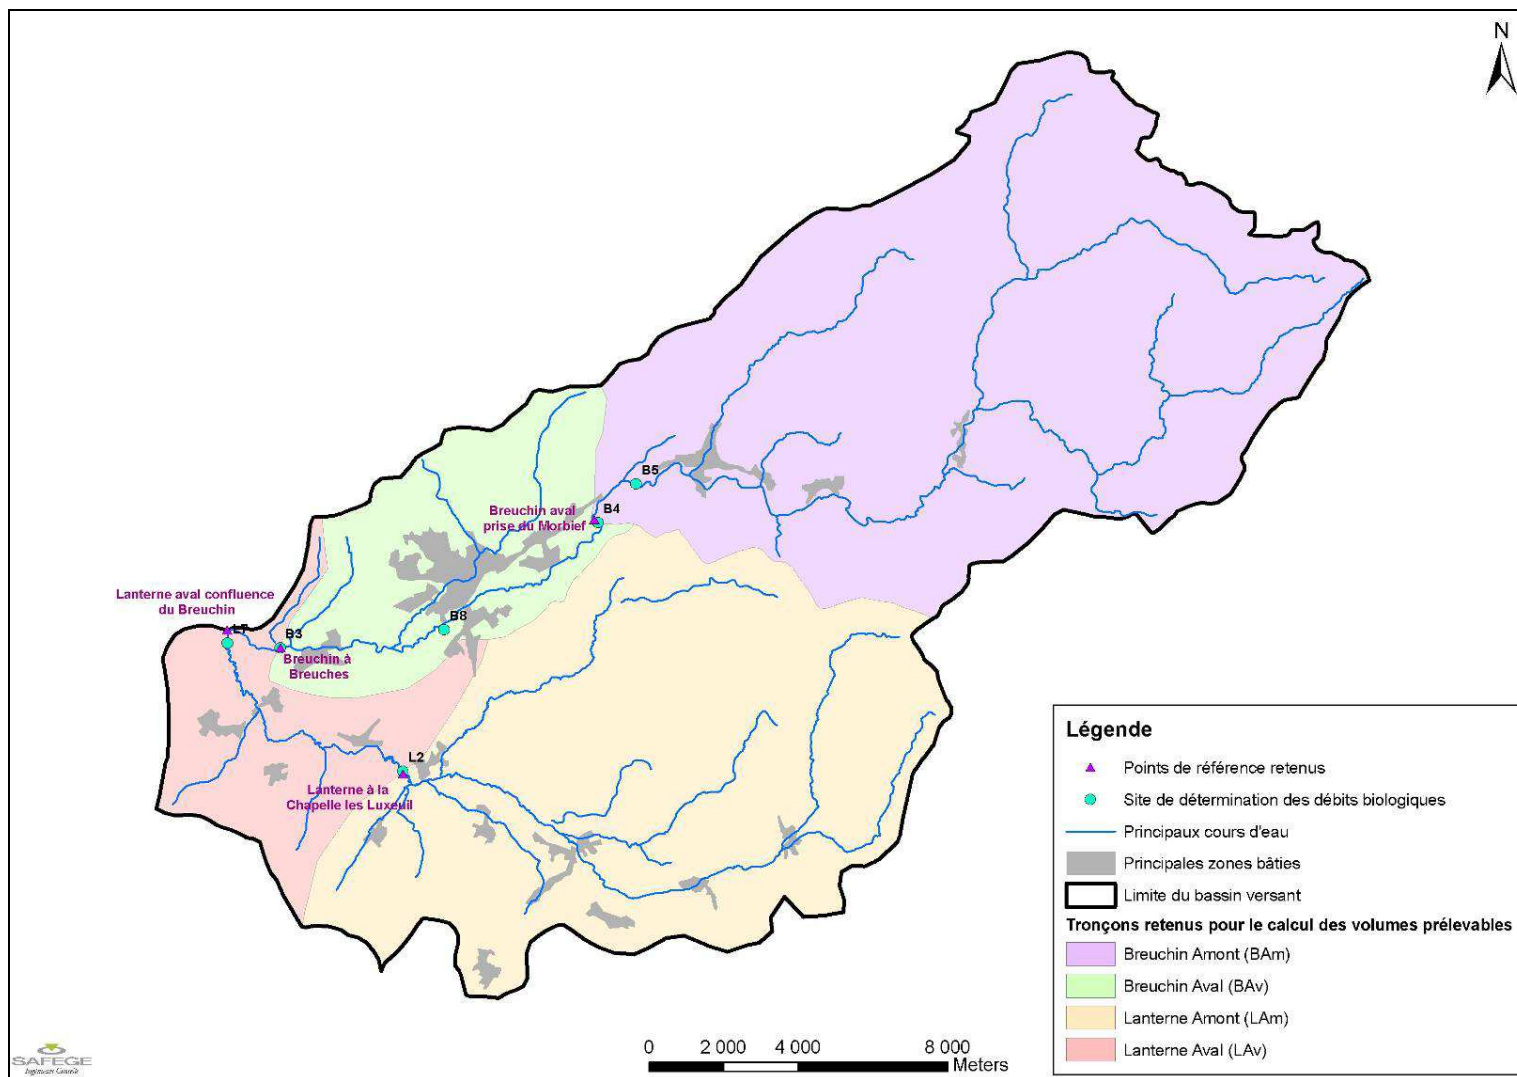 N
B5
Breuchin aval
prise du Morbief
B4
Lanterne aval confluence
du Breuchin
B8
B3
Breuchin à
Breuches
L2
Lanterne à la
Chapelle les Luxeuil
Légende
Points de référence retenus
Site de détermination des débits biologiques
Principaux cours d'eau
Principales zones bâties
Limite du bassin versant
Tronçons retenus pour le calcul des volumes prélevables
Breuchin Amont (BAm)
Breuchin Aval (BAv)
Lanterne Amont (LAm)
Lanterne Aval (LAv)
0 2 000 4 000 8 000
Meters
SAFEGE